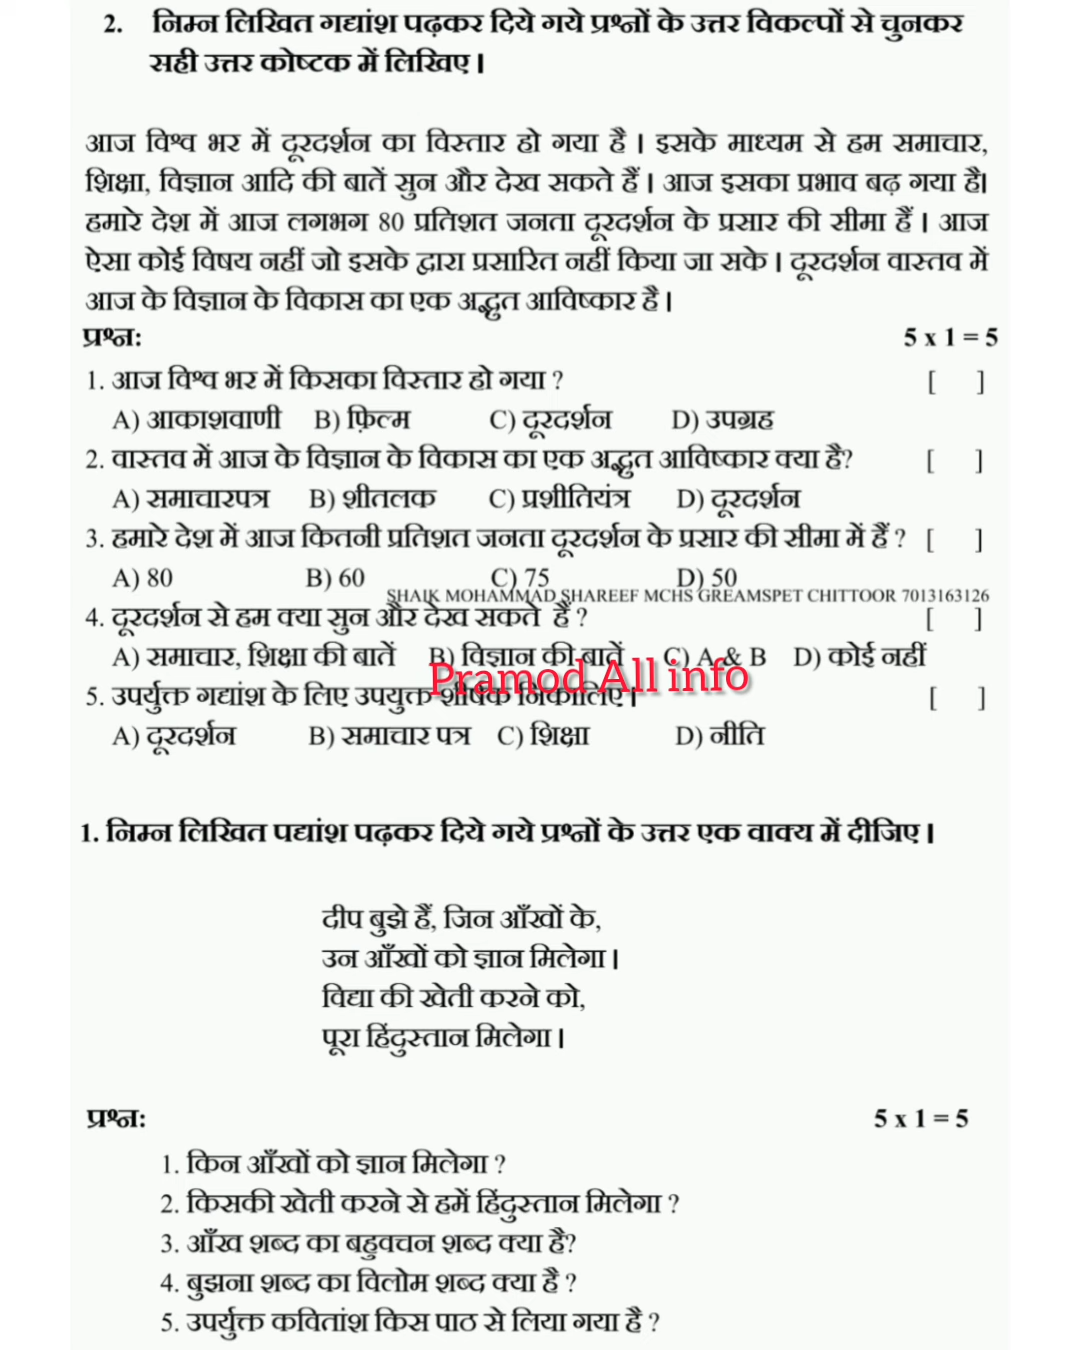 2. निम्न लिखित गद्यांश पढ़कर दिये गये प्रश्नों के उत्तर विकल्पों से चुनकर
सही उत्तर कोष्टक में लिखिए।
आज विश्व भर में दूरदर्शन का विस्तार हो गया है। इसके माध्यम से हम समाचार,
शिक्षा, विज्ञान आदि की बातें सुन और देख सकते हैं। आज इसका प्रभाव बढ़ गया है।
हमारे देश में आज लगभग 80 प्रतिशत जनता दूरदर्शन के प्रसार की सीमा हैं। आज
ऐसा कोई विषय नहीं जो इसके द्वारा प्रसारित नहीं किया जा सके। दूरदर्शन वास्तव में
आज के विज्ञान के विकास का एक अद्भुत आविष्कार है।
प्रश्न: 5 x 1 = 5
1. आज विश्व भर में किसका विस्तार हो गया ? [ ]
A) आकाशवाणी B) फ़िल्म C) दूरदर्शन D) उपग्रह
2. वास्तव में आज के विज्ञान के विकास का एक अद्भुत आविष्कार क्या है? [ ]
A) समाचारपत्र B) शीतलक C) प्रशीतियंत्र D) दूरदर्शन
3. हमारे देश में आज कितनी प्रतिशत जनता दूरदर्शन के प्रसार की सीमा में हैं ? [ ]
A) 80 B) 60 C) 75 D) 50
SHAIK MOHAMMAD SHAREEF MCHS GREAMSPET CHITTOOR 7013163126
4. दूरदर्शन से हम क्या सुन और देख सकते हैं ? [ ]
A) समाचार, शिक्षा की बातें B) विज्ञान की बातें C) A & B D) कोई नहीं
Pramod All info
5. उपर्युक्त गद्यांश के लिए उपयुक्त शीर्षक निकालिए। [ ]
A) दूरदर्शन B) समाचार पत्र C) शिक्षा D) नीति
1. निम्न लिखित पद्यांश पढ़कर दिये गये प्रश्नों के उत्तर एक वाक्य में दीजिए।
दीप बुझे हैं, जिन आँखों के,
उन आँखों को ज्ञान मिलेगा।
विद्या की खेती करने को,
पूरा हिंदुस्तान मिलेगा।
प्रश्न: 5 x 1 = 5
1. किन आँखों को ज्ञान मिलेगा ?
2. किसकी खेती करने से हमें हिंदुस्तान मिलेगा ?
3. आँख शब्द का बहुवचन शब्द क्या है?
4. बुझना शब्द का विलोम शब्द क्या है ?
5. उपर्युक्त कवितांश किस पाठ से लिया गया है ?